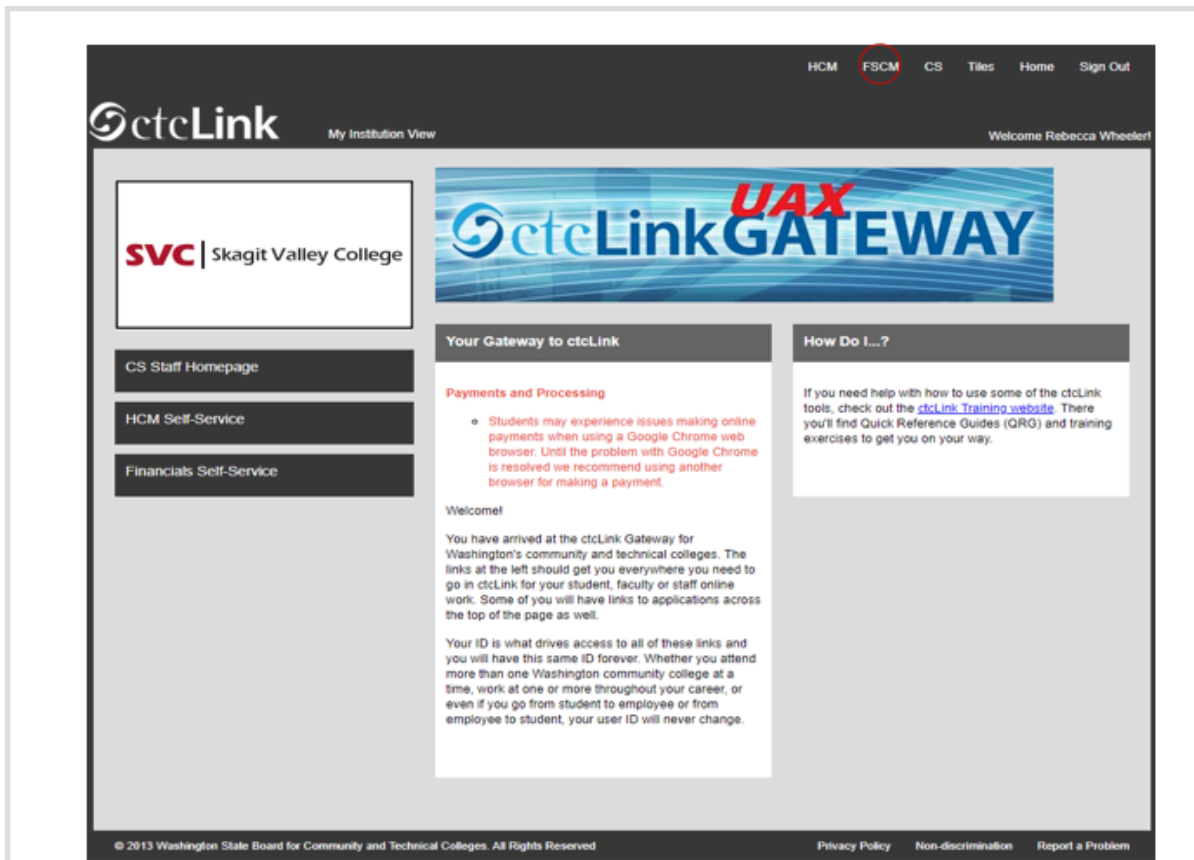 HCM FSCM CS Tiles Home Sign Out
ctcLink My Institution View Welcome Rebecca Wheeler!
SVC Skagit Valley College
ctcLink GATEWAY
UAX
CS Staff Homepage
HCM Self-Service
Financials Self-Service
Your Gateway to ctcLink
Payments and Processing
Students may experience issues making online
payments when using a Google Chrome web
browser. Until the problem with Google Chrome
is resolved we recommend using another
browser for making a payment.
Welcome!
You have arrived at the ctcLink Gateway for
Washington's community and technical colleges. The
links at the left should get you everywhere you need to
go in ctcLink for your student, faculty or staff online
work. Some of you will have links to applications across
the top of the page as well.
Your ID is what drives access to all of these links and
you will have this same ID forever. Whether you attend
more than one Washington community college at a
time, work at one or more throughout your career, or
even if you go from student to employee or from
employee to student, your user ID will never change.
How Do I...?
If you need help with how to use some of the ctcLink
tools, check out the ctcLink Training website. There
you'll find Quick Reference Guides (QRG) and training
exercises to get you on your way.
© 2013 Washington State Board for Community and Technical Colleges. All Rights Reserved Privacy Policy Non-discrimination Report a Problem